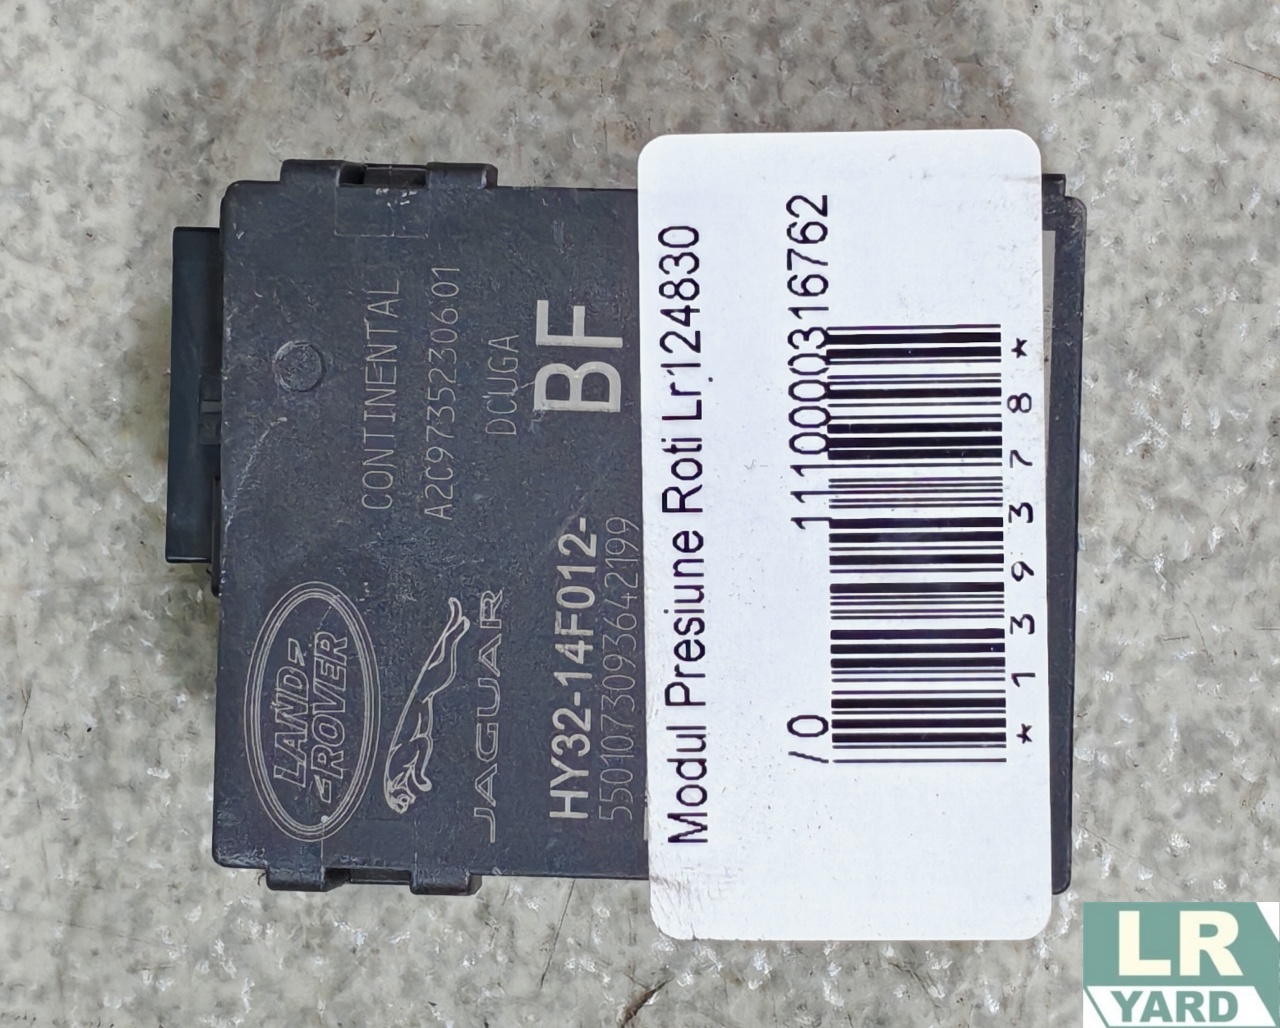 LAND
ROVER
JAGUAR
CONTINENTAL
A2C9735230601
DCUGA
HY32-14F012-
BF
5501073093642199
Modul Presiune Roti Lr124830
/ 0
1110000316762
*139378*
LR
YARD